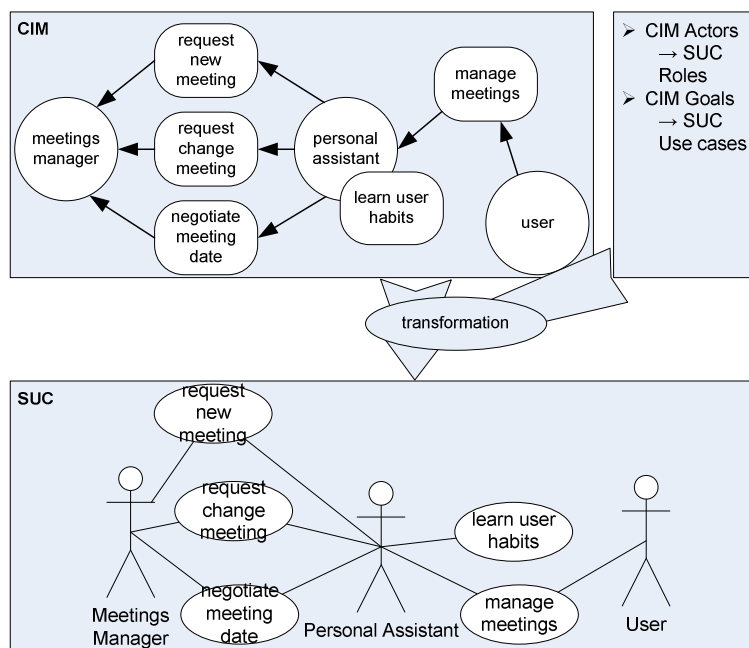 CIM
request
new
meeting
meetings
manager
request
change
meeting
personal
assistant
manage
meetings
learn user
habits
negotiate
meeting
date
user
➢ CIM Actors
→ SUC
Roles
➢ CIM Goals
→ SUC
Use cases
transformation
SUC
request
new
meeting
request
change
meeting
learn user
habits
negotiate
meeting
date
manage
meetings
Meetings
Manager
Personal Assistant
User